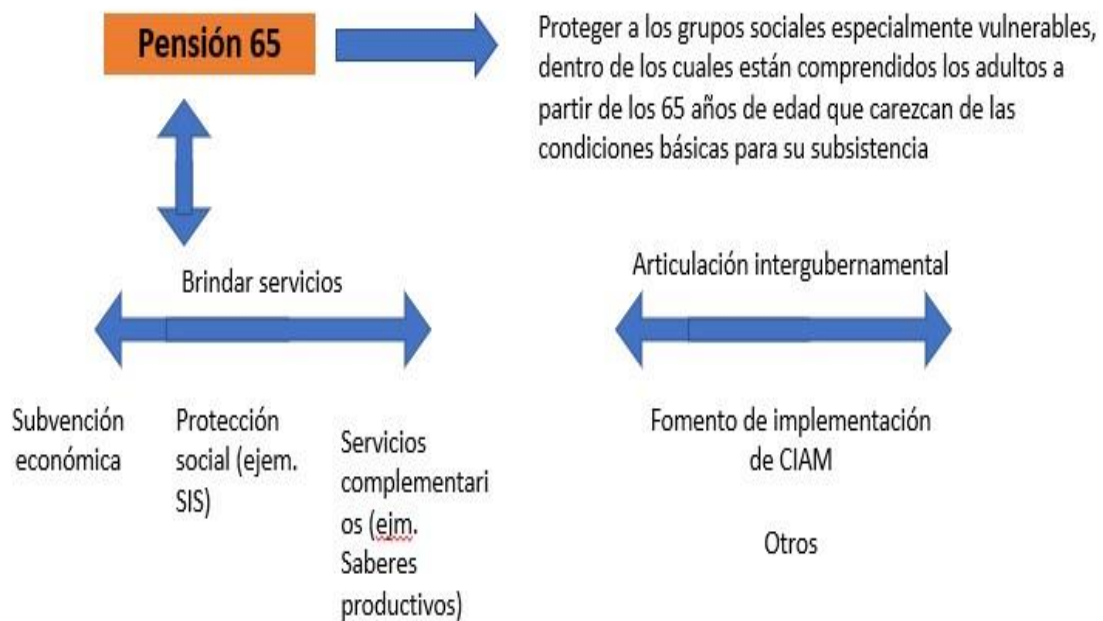 Pensión 65
Proteger a los grupos sociales especialmente vulnerables,
dentro de los cuales están comprendidos los adultos a
partir de los 65 años de edad que carezcan de las
condiciones básicas para su subsistencia
Brindar servicios
Articulación intergubernamental
Subvención
económica
Protección
social (ejem.
SIS)
Servicios
complementari
os (ejm.
Saberes
productivos)
Fomento de implementación
de CIAM
Otros